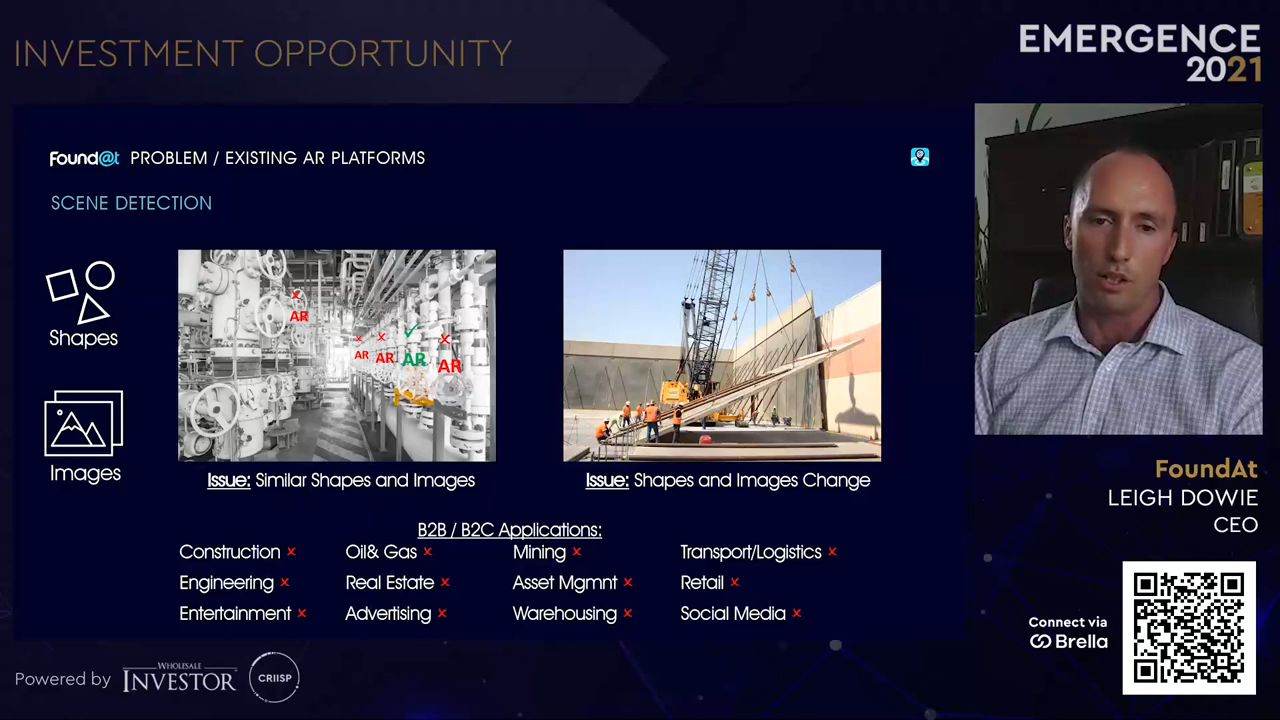 INVESTMENT OPPORTUNITY
EMERGENCE
2021
Found@t PROBLEM / EXISTING AR PLATFORMS
SCENE DETECTION
Shapes
Images
AR
AR AR AR AR
Issue: Similar Shapes and Images
Issue: Shapes and Images Change
B2B / B2C Applications:
Construction x Oil& Gas x Mining x Transport/Logistics x
Engineering x Real Estate x Asset Mgmnt x Retail x
Entertainment x Advertising x Warehousing x Social Media x
FoundAt
LEIGH DOWIE
CEO
Connect via
Brella
Powered by WHOLESALE INVESTOR CRIISP